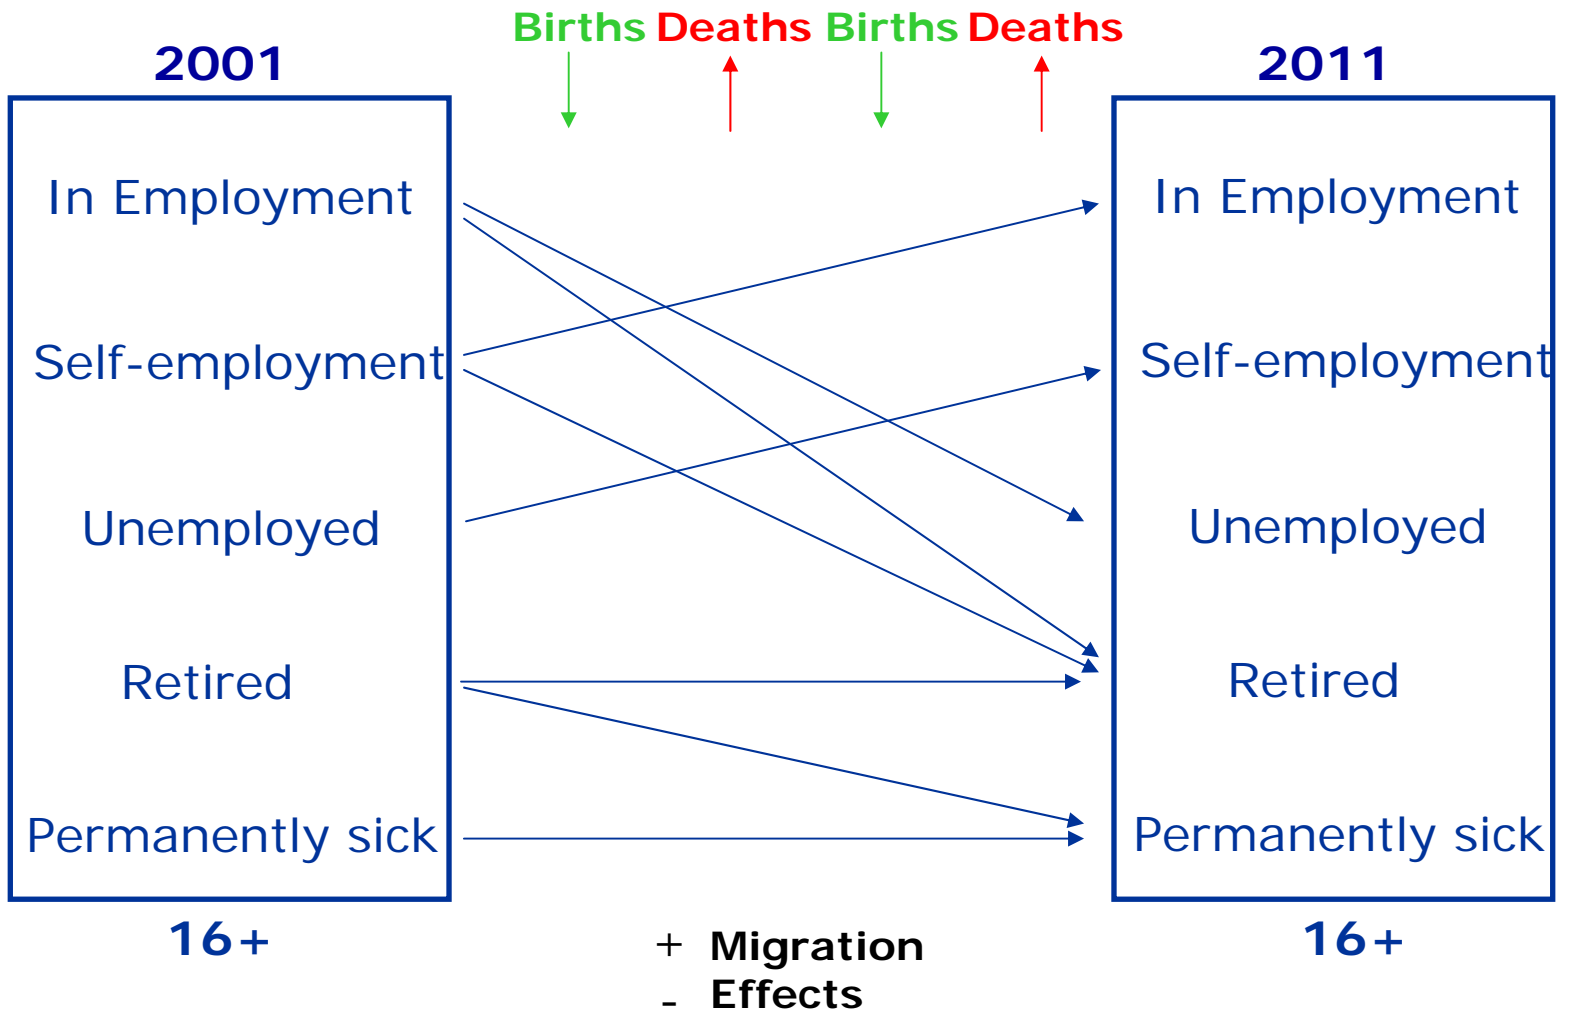 Births Deaths Births Deaths
2001
2011
In Employment
Self-employment
Unemployed
Retired
Permanently sick
16+
In Employment
Self-employment
Unemployed
Retired
Permanently sick
16+
+ Migration
- Effects